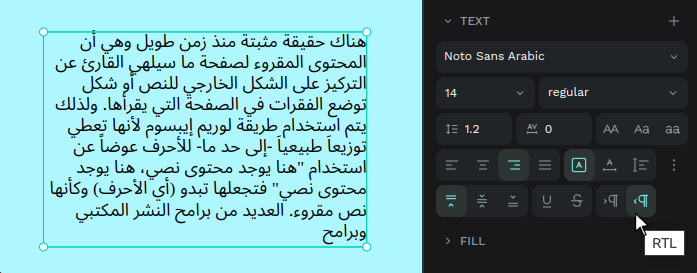 هناك حقيقة مثبتة منذ زمن طويل وهي أن
المحتوى المقروء لصفحة ما سيلهي القارئ عن
التركيز على الشكل الخارجي للنص أو شكل
توضع الفقرات في الصفحة التي يقرأها. ولذلك
يتم استخدام طريقة لوريم إيبسوم لأنها تعطي
توزيعاَ طبيعياَ -إلى حد ما- للأحرف عوضاً عن
استخدام "هنا يوجد محتوى نصي، هنا يوجد
محتوى نصي" فتجعلها تبدو (أي الأحرف) وكأنها
نص مقروء. العديد من برامح النشر المكتبي
وبرامح
TEXT
Noto Sans Arabic
14 regular
1.2 AV 0 AA Aa aa
A A
U S ‹¶ ‹¶
RTL
FILL